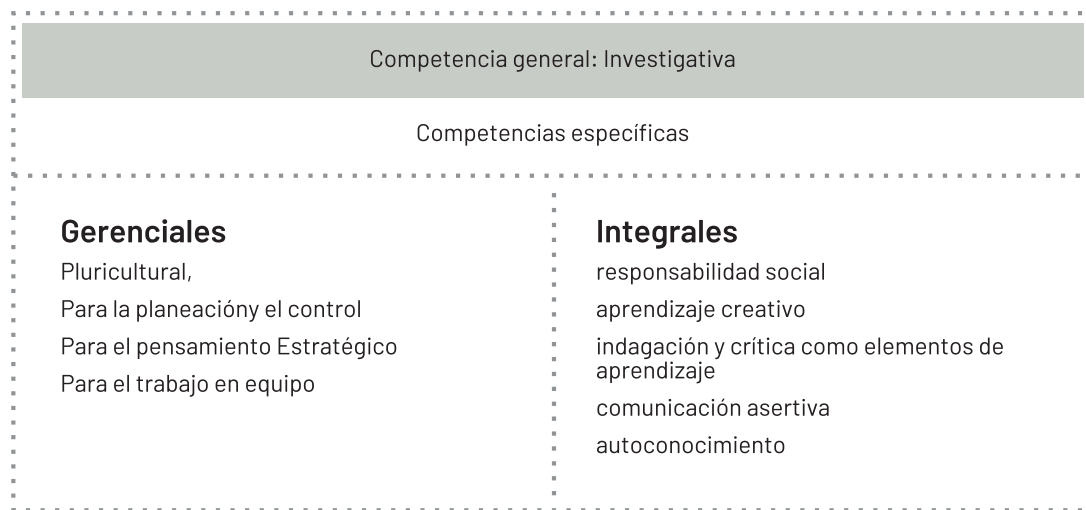 Competencia general: Investigativa
Competencias específicas
Gerenciales
Pluricultural,
Para la planeacióny el control
Para el pensamiento Estratégico
Para el trabajo en equipo
Integrales
responsabilidad social
aprendizaje creativo
indagación y crítica como elementos de
aprendizaje
comunicación asertiva
autoconocimiento